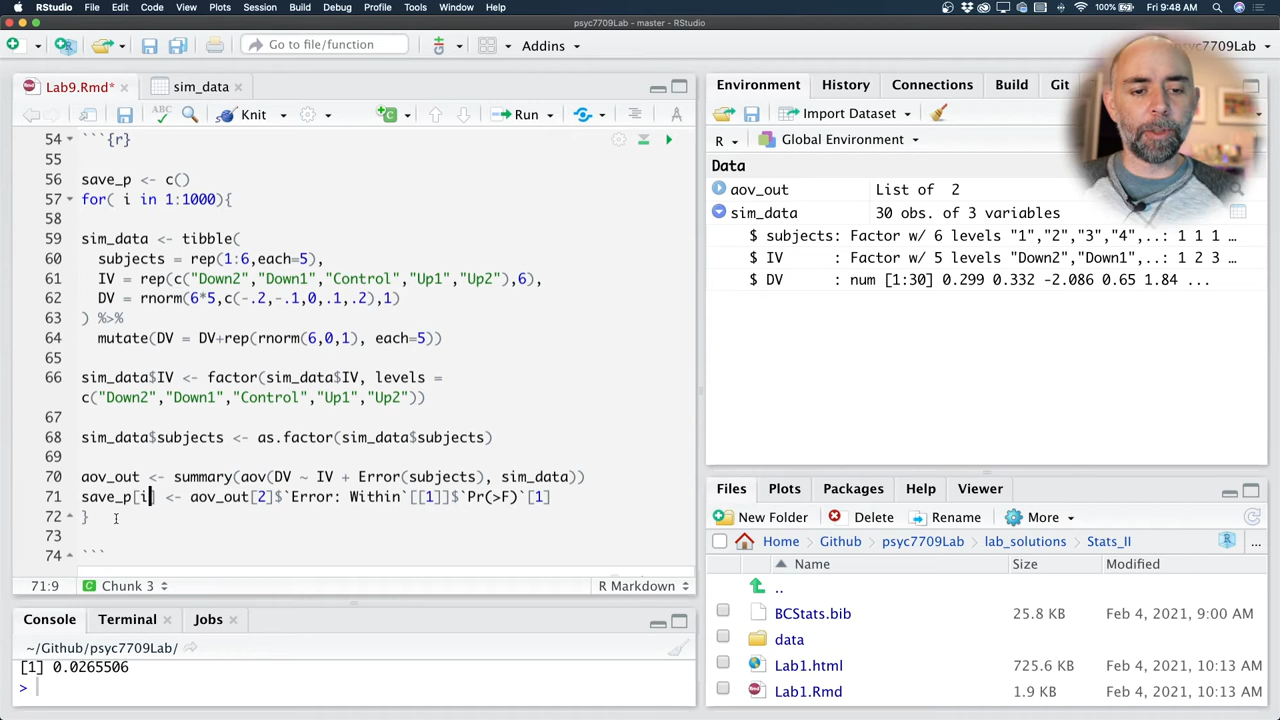 RStudio File Edit Code View Plots Session Build Debug Profile Tools Window Help 100% Fri 9:48 AM
psyc7709Lab - master - RStudio
Go to file/function Addins psyc7709Lab
Lab9.Rmd* sim_data
ABC Knit Run
54 ```{r}
55
56 save_p <- c()
57 for( i in 1:1000){
58
59 sim_data <- tibble(
60 subjects = rep(1:6,each=5),
61 IV = rep(c("Down2","Down1","Control","Up1","Up2"),6),
62 DV = rnorm(6*5,c(-.2,-.1,0,.1,.2),1)
63 ) %>%
64 mutate(DV = DV+rep(rnorm(6,0,1), each=5))
65
66 sim_data$IV <- factor(sim_data$IV, levels =
c("Down2","Down1","Control","Up1","Up2"))
67
68 sim_data$subjects <- as.factor(sim_data$subjects)
69
70 aov_out <- summary(aov(DV ~ IV + Error(subjects), sim_data))
71 save_p[i] <- aov_out[2]$`Error: Within`[[1]]$`Pr(>F)`[1]
72 }
73
74 ```
71:9 Chunk 3 R Markdown
Console Terminal Jobs
~/Github/psyc7709Lab/
[1] 0.0265506
>
Environment History Connections Build Git
Import Dataset
R Global Environment
Data
aov_out List of 2
sim_data 30 obs. of 3 variables
$ subjects: Factor w/ 6 levels "1","2","3","4",..: 1 1 1 …
$ IV : Factor w/ 5 levels "Down2","Down1",..: 1 2 3 …
$ DV : num [1:30] 0.299 0.332 -2.086 0.65 1.84 ...
Files Plots Packages Help Viewer
New Folder Delete Rename More
Home Github psyc7709Lab lab_solutions Stats_II ...
Name Size Modified
..
BCStats.bib 25.8 KB Feb 4, 2021, 9:00 AM
data
Lab1.html 725.6 KB Feb 4, 2021, 10:13 AM
Lab1.Rmd 1.9 KB Feb 4, 2021, 10:13 AM